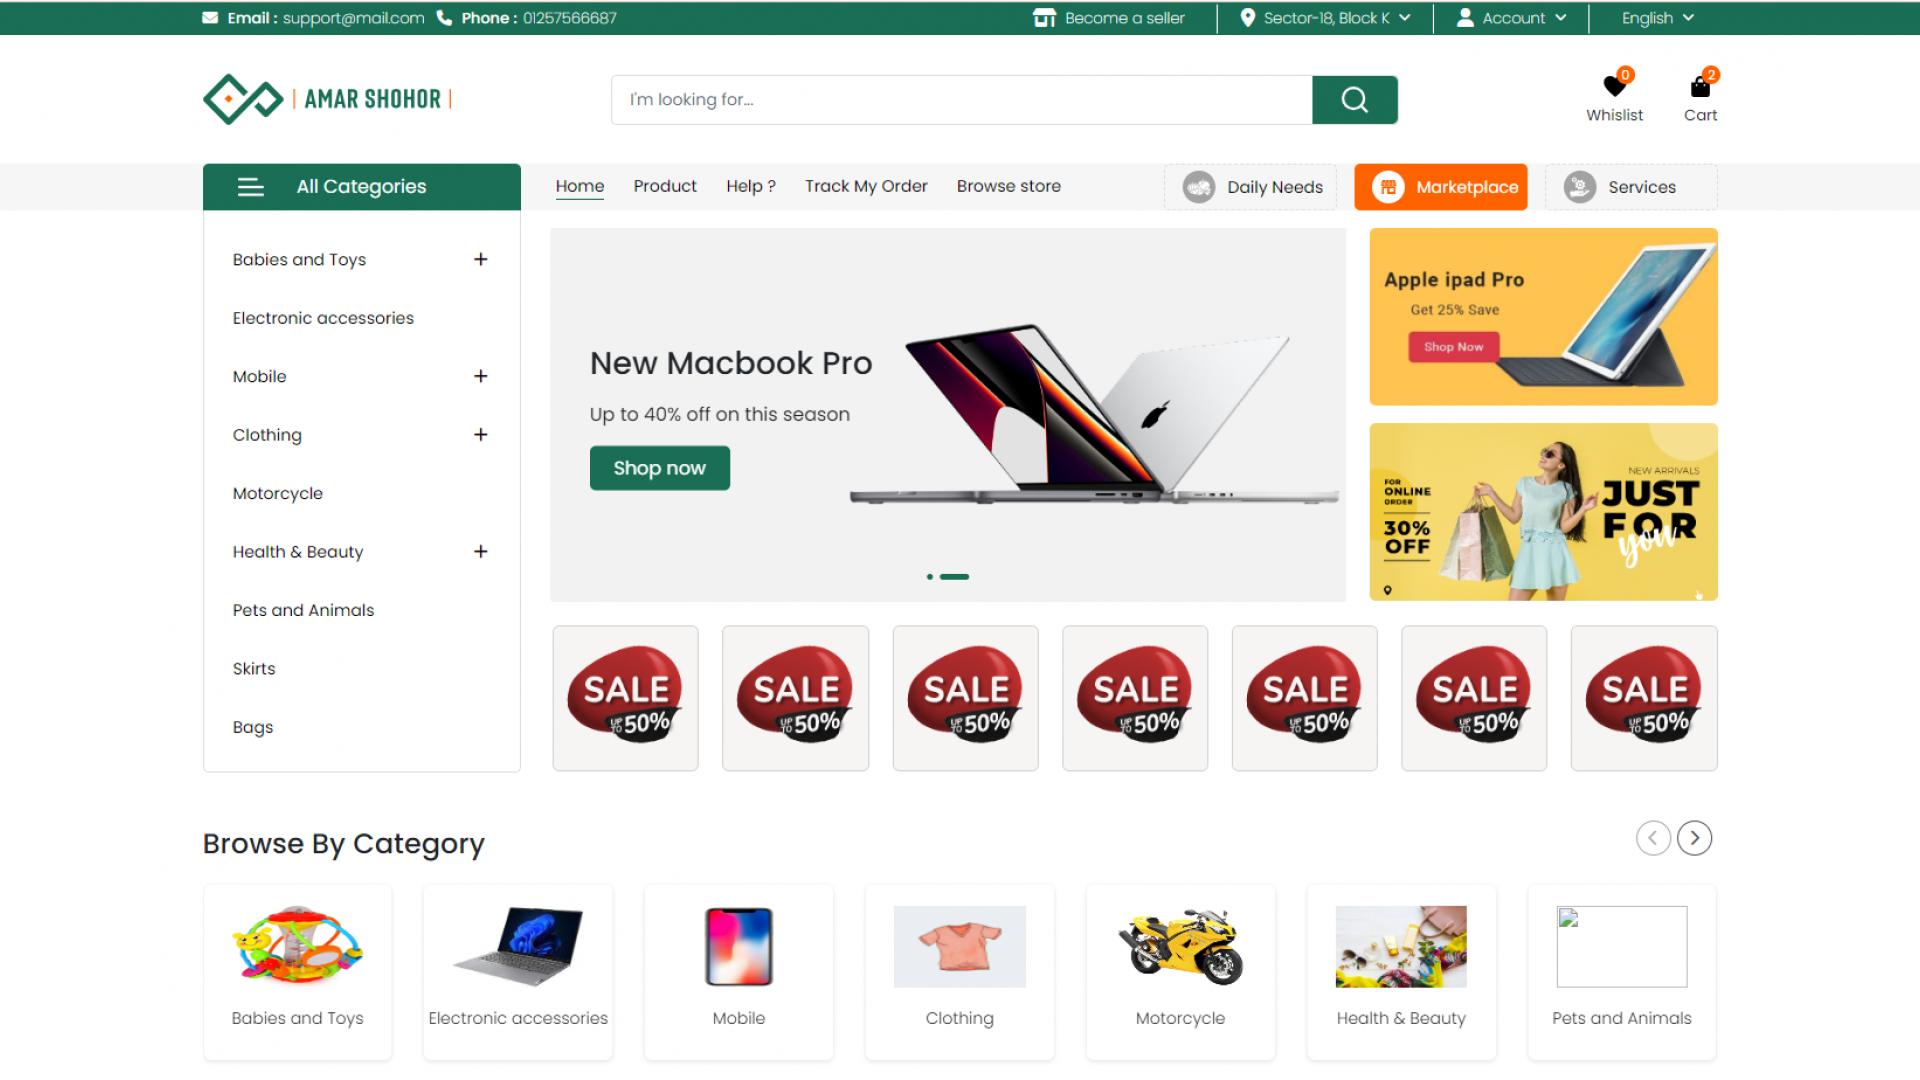 Email : support@mail.com Phone : 01257566687
Become a seller
Sector-18, Block K
Account
English
AMAR SHOHOR
I'm looking for...
0
Whislist
2
Cart
All Categories
Home Product Help ? Track My Order Browse store
Daily Needs
Marketplace
Services
Babies and Toys +
Electronic accessories
Mobile +
Clothing +
Motorcycle
Health & Beauty +
Pets and Animals
Skirts
Bags
New Macbook Pro
Up to 40% off on this season
Shop now
Apple ipad Pro
Get 25% Save
Shop Now
FOR
ONLINE
ORDER
30%
OFF
NEW ARRIVALS
JUST
FOR
you
SALE
UP TO 50%
SALE
UP TO 50%
SALE
UP TO 50%
SALE
UP TO 50%
SALE
UP TO 50%
SALE
UP TO 50%
SALE
UP TO 50%
Browse By Category
Babies and Toys
Electronic accessories
Mobile
Clothing
Motorcycle
Health & Beauty
Pets and Animals